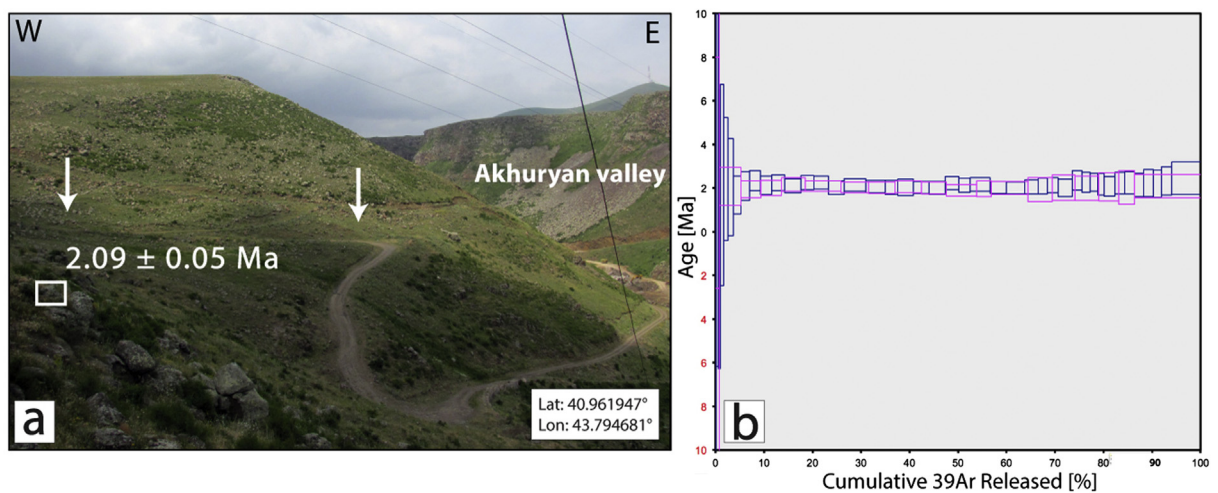 W
E
Akhuryan valley
2.09 ± 0.05 Ma
Lat: 40.961947°
Lon: 43.794681°
a
10
8
6
4
2
0
2
4
6
8
10
Age [Ma]
b
0 10 20 30 40 50 60 70 80 90 100
Cumulative 39Ar Released [%]